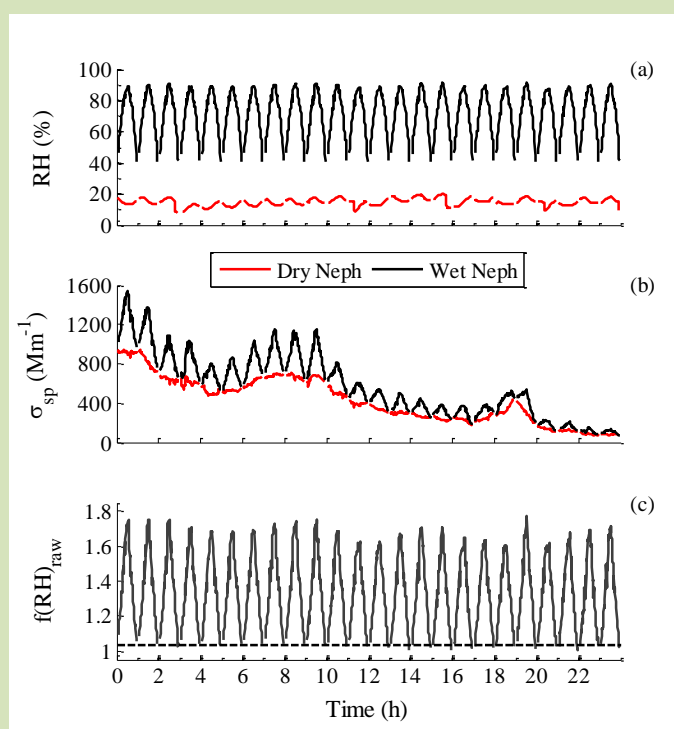 (a)
RH (%)
100
80
60
40
20
0
Dry Neph Wet Neph
(b)
σsp (Mm-1)
1600
1200
800
400
0
(c)
f(RH)raw
1.8
1.6
1.4
1.2
1
0 2 4 6 8 10 12 14 16 18 20 22
Time (h)